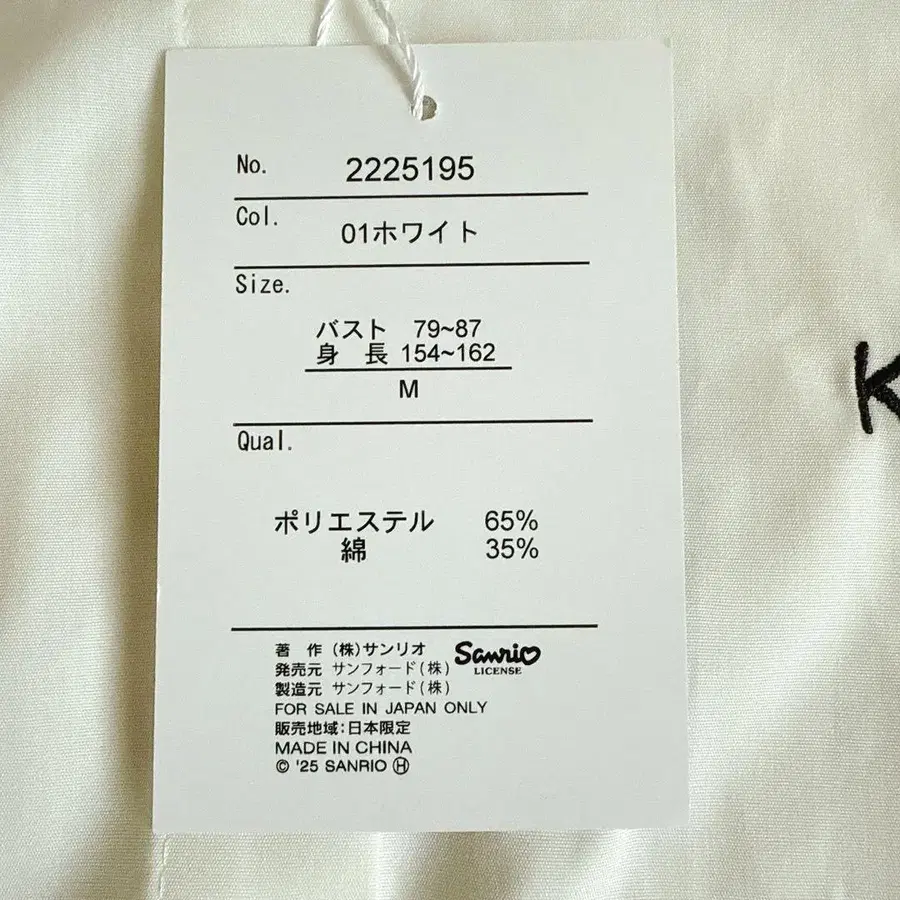 No. 2225195
Col. 01ホワイト
Size.
バスト 79~87
身 長 154~162
M
Qual.
ポリエステル 65%
綿 35%
著 作 (株)サンリオ
Sanrio
LICENSE
発売元 サンフォード(株)
製造元 サンフォード(株)
FOR SALE IN JAPAN ONLY
販売地域:日本限定
MADE IN CHINA
© '25 SANRIO Ⓗ
K